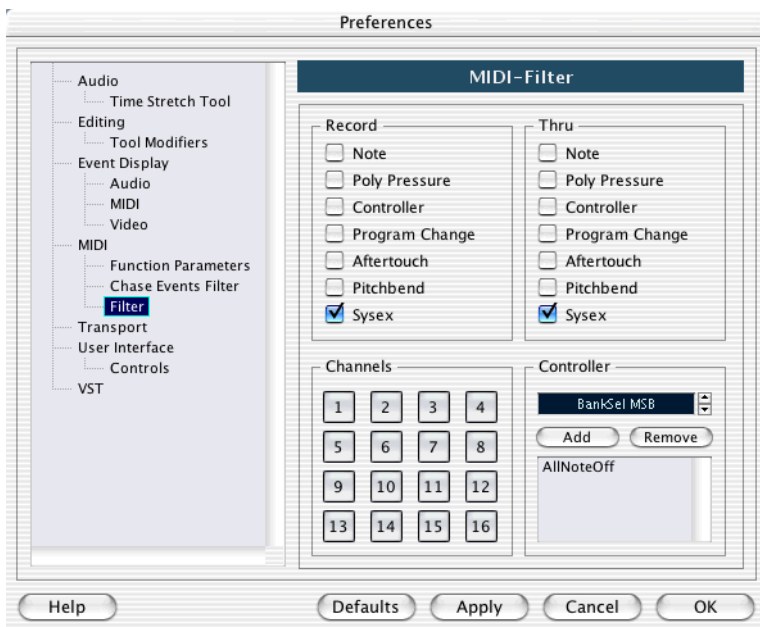 Preferences
Audio
Time Stretch Tool
Editing
Tool Modifiers
Event Display
Audio
MIDI
Video
MIDI
Function Parameters
Chase Events Filter
Filter
Transport
User Interface
Controls
VST
MIDI-Filter
Record
Note
Poly Pressure
Controller
Program Change
Aftertouch
Pitchbend
Sysex
Thru
Note
Poly Pressure
Controller
Program Change
Aftertouch
Pitchbend
Sysex
Channels
1 2 3 4
5 6 7 8
9 10 11 12
13 14 15 16
Controller
BankSel MSB
Add Remove
AllNoteOff
Help Defaults Apply Cancel OK